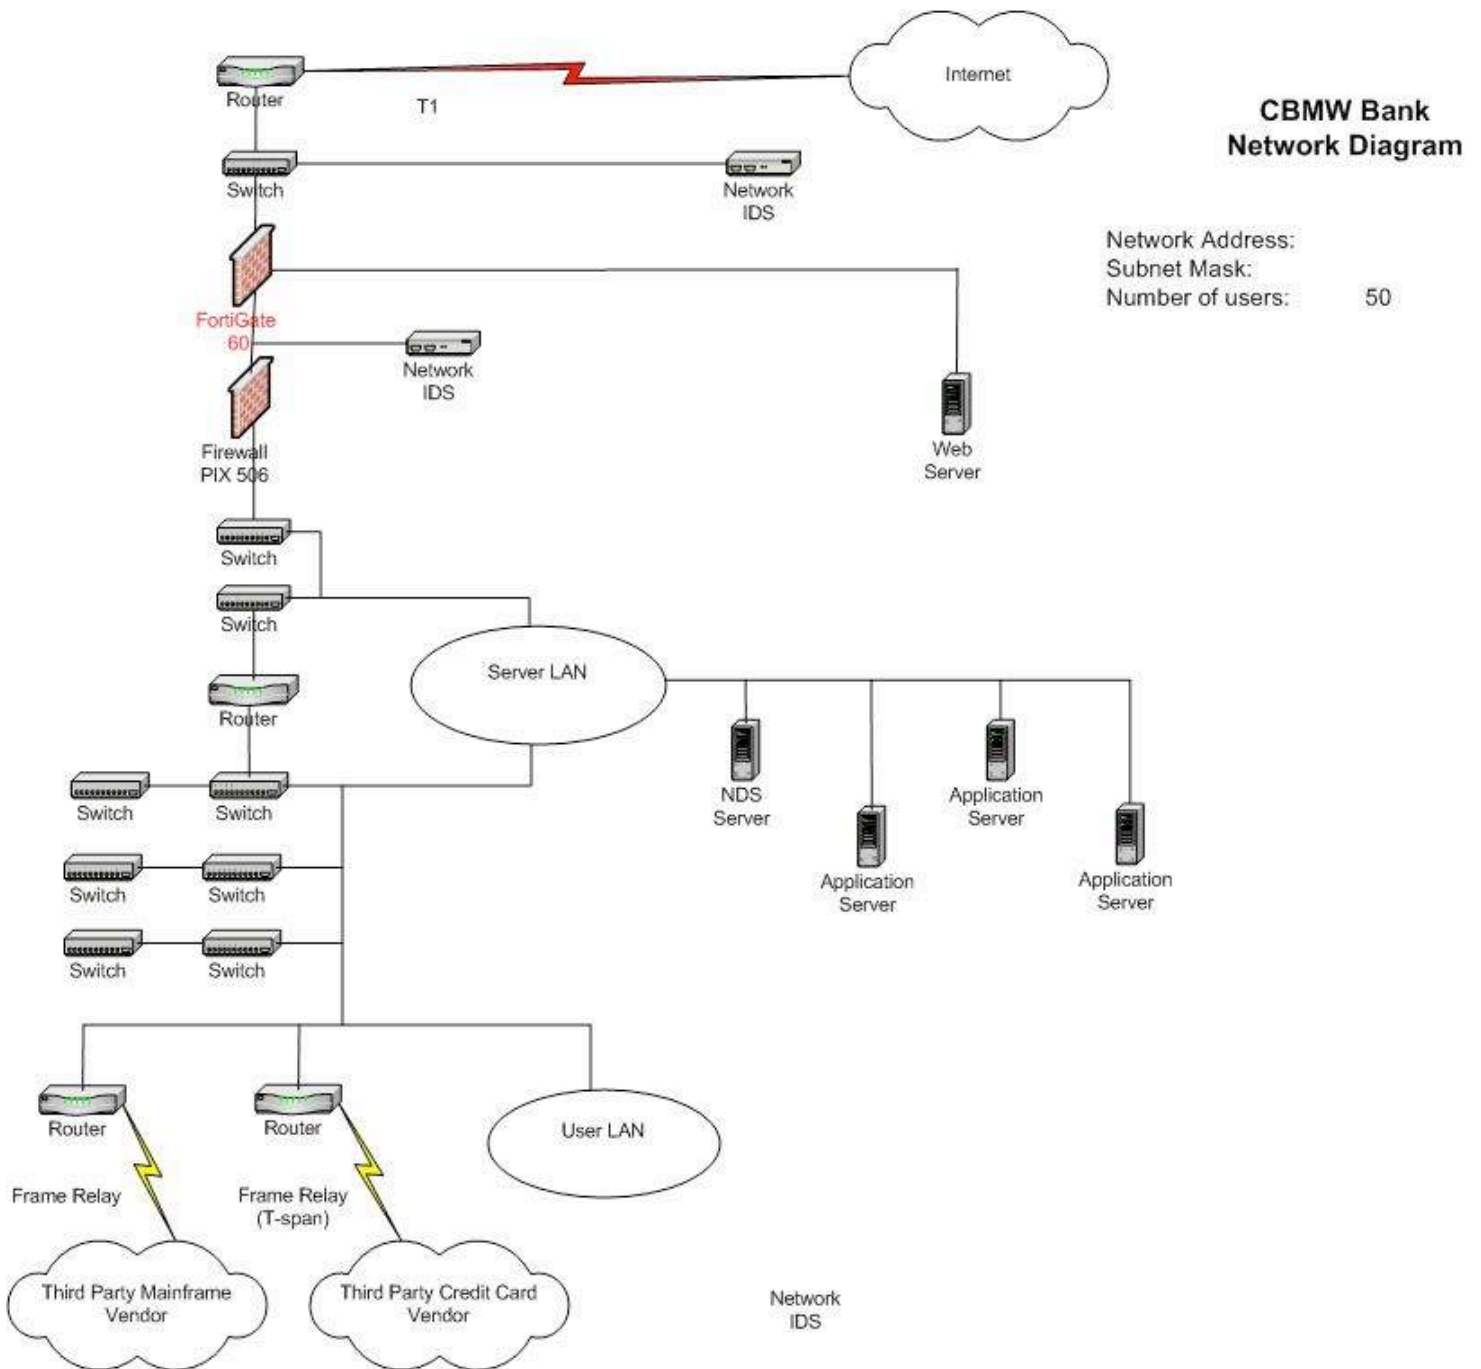 Internet
Router
T1
CBMW Bank
Network Diagram
Switch
Network
IDS
Network Address:
Subnet Mask:
Number of users: 50
FortiGate
60
Network
IDS
Firewall
PIX 506
Web
Server
Switch
Switch
Server LAN
Router
Switch
Switch
NDS
Server
Application
Server
Application
Server
Application
Server
Switch
Switch
Switch
Switch
Router
Router
User LAN
Frame Relay
Frame Relay
(T-span)
Third Party Mainframe
Vendor
Third Party Credit Card
Vendor
Network
IDS